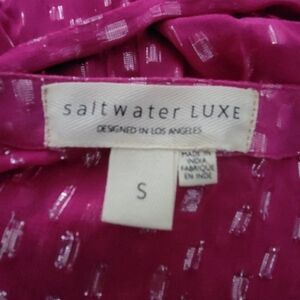 saltwater LUXE
DESIGNED IN LOS ANGELES
S
MADE IN
INDIA
FABRIQUE
EN INDE